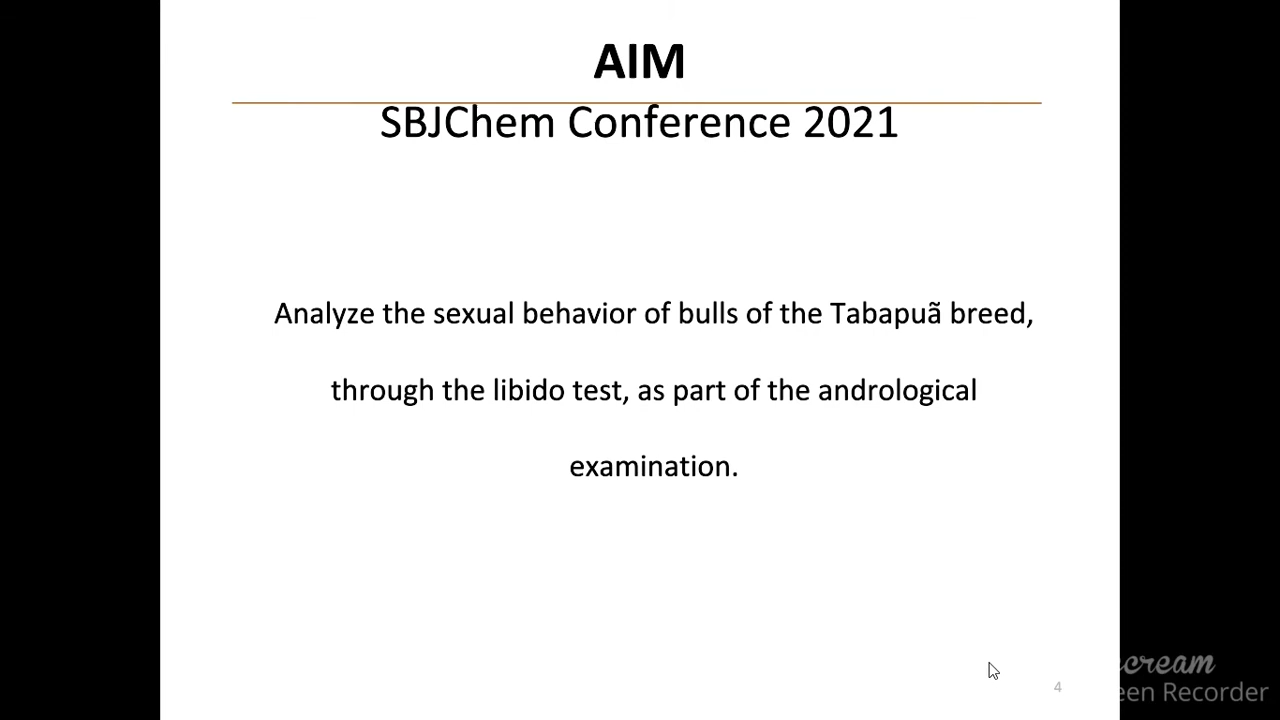 AIM
SBJChem Conference 2021
Analyze the sexual behavior of bulls of the Tabapuã breed,
through the libido test, as part of the andrological
examination.
4
cream
een Recorder